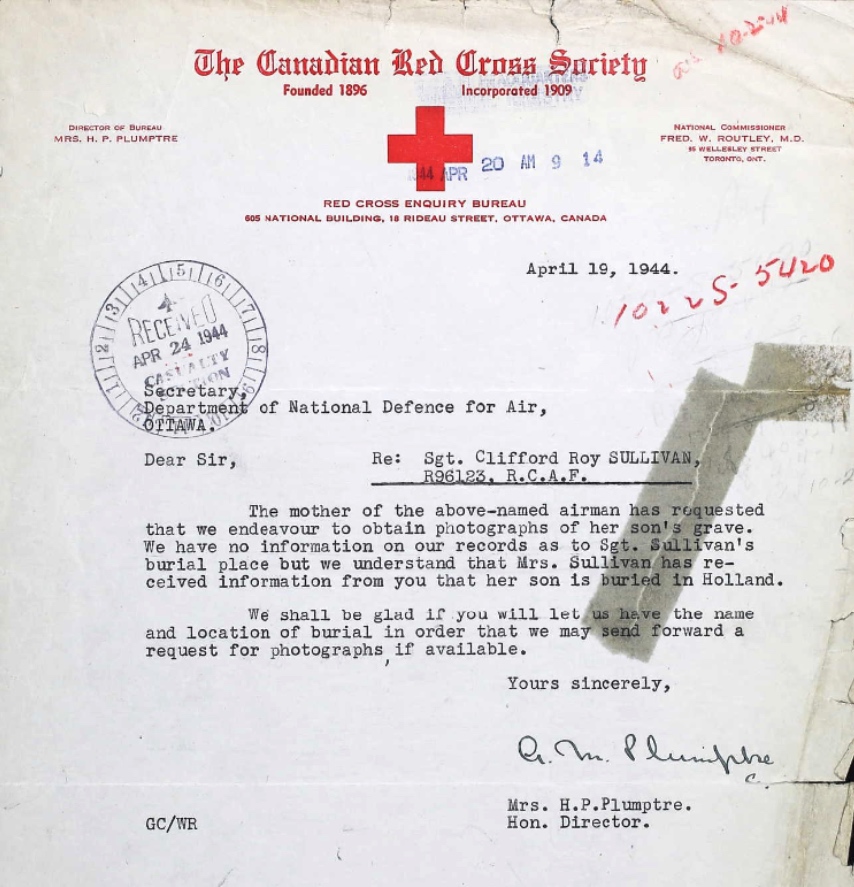 10-2-44
The Canadian Red Cross Society
HEADQUARTERS
Founded 1896 Incorporated 1909
DIRECTOR OF BUREAU
MRS. H. P. PLUMPTRE
NATIONAL COMMISSIONER
FRED. W. ROUTLEY, M.D.
95 WELLESLEY STREET
TORONTO, ONT.
1944 APR 20 AM 9 14
RED CROSS ENQUIRY BUREAU
605 NATIONAL BUILDING, 18 RIDEAU STREET, OTTAWA, CANADA
April 19, 1944.
RECEIVED
APR 24 1944
CASUALTY
Secretary,
Department of National Defence for Air,
OTTAWA.
Dear Sir, Re: Sgt. Clifford Roy SULLIVAN,
R96123, R.C.A.F.
The mother of the above-named airman has requested
that we endeavour to obtain photographs of her son's grave.
We have no information on our records as to Sgt. Sullivan's
burial place but we understand that Mrs. Sullivan has re-
ceived information from you that her son is buried in Holland.
We shall be glad if you will let us have the name
and location of burial in order that we may send forward a
request for photographs, if available.
Yours sincerely,
A. M. Plumptre
c.
Mrs. H.P.Plumptre.
GC/WR Hon. Director.